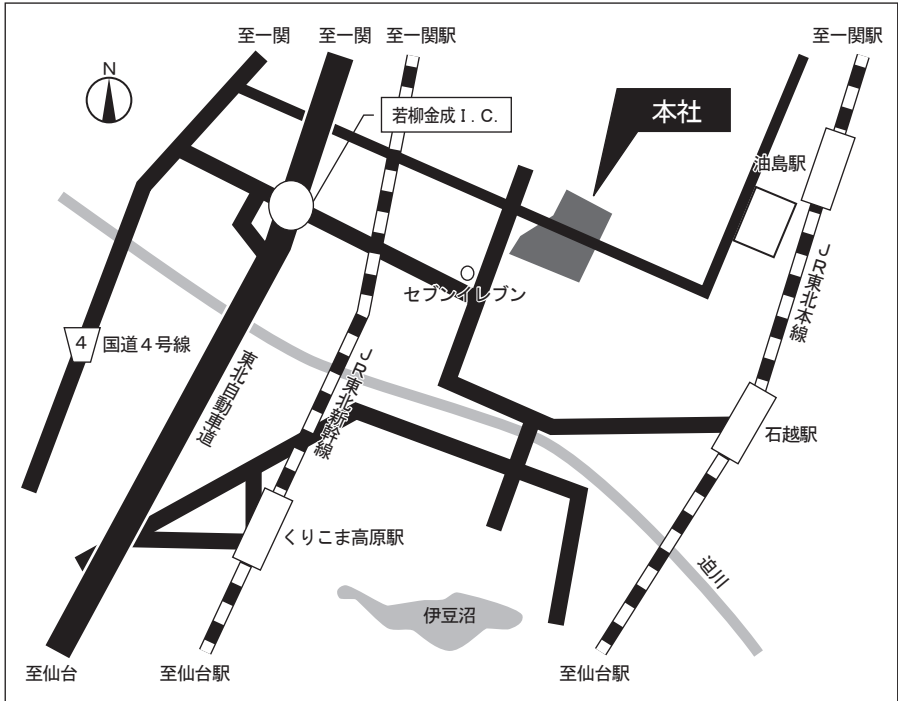 至一関
至一関
至一関駅
至一関駅
N
若柳金成Ｉ．Ｃ．
本社
油島駅
ＪＲ東北本線
セブンイレブン
4
国道４号線
東北自動車道
ＪＲ東北新幹線
石越駅
くりこま高原駅
迫川
伊豆沼
至仙台
至仙台駅
至仙台駅